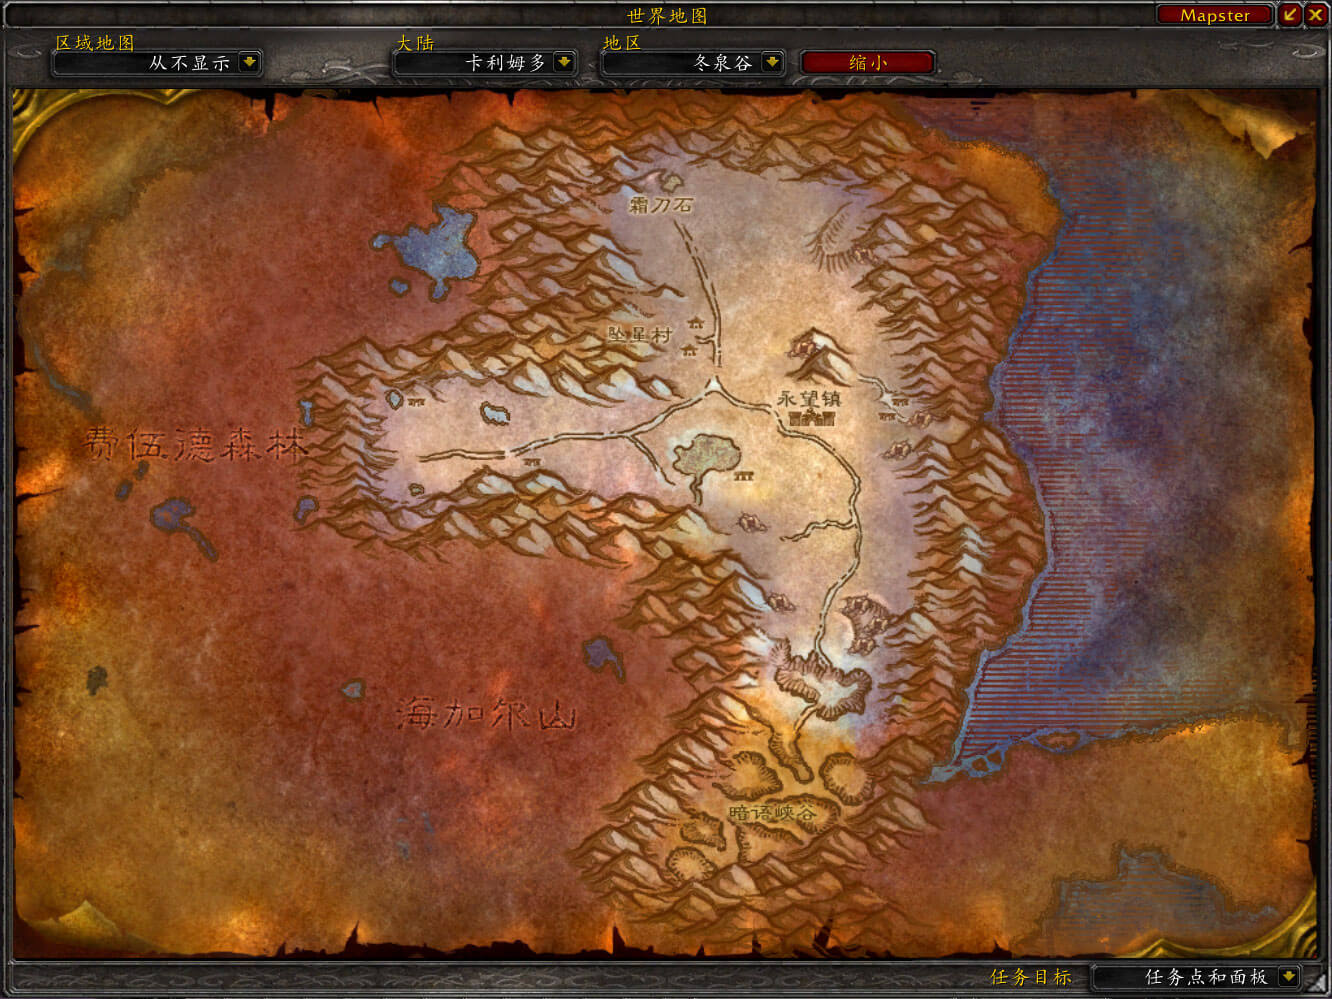 世界地图
Mapster
区域地图
大陆
地区
从不显示
卡利姆多
冬泉谷
缩小
霜刀石
坠星村
永望镇
费伍德森林
海加尔山
暗语峡谷
任务目标
任务点和面板